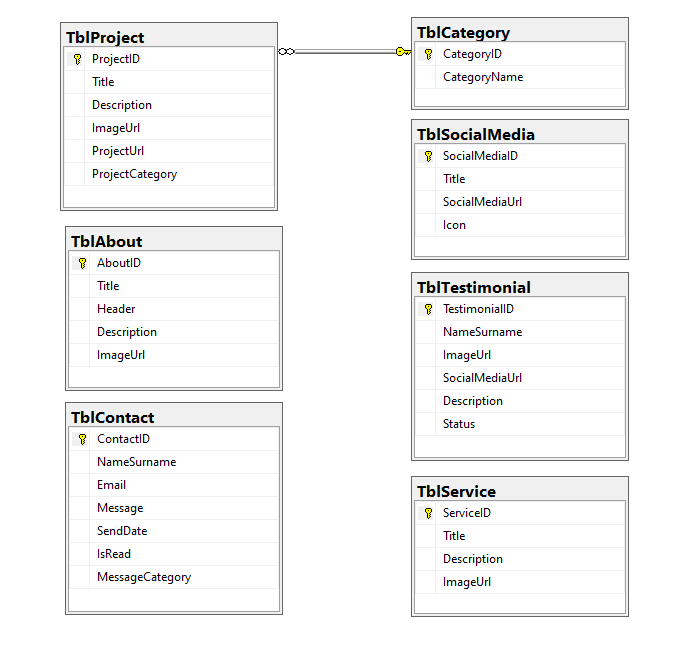 TblProject
ProjectID
Title
Description
ImageUrl
ProjectUrl
ProjectCategory
TblCategory
CategoryID
CategoryName
TblSocialMedia
SocialMediaID
Title
SocialMediaUrl
Icon
TblAbout
AboutID
Title
Header
Description
ImageUrl
TblTestimonial
TestimonialID
NameSurname
ImageUrl
SocialMediaUrl
Description
Status
TblContact
ContactID
NameSurname
Email
Message
SendDate
IsRead
MessageCategory
TblService
ServiceID
Title
Description
ImageUrl